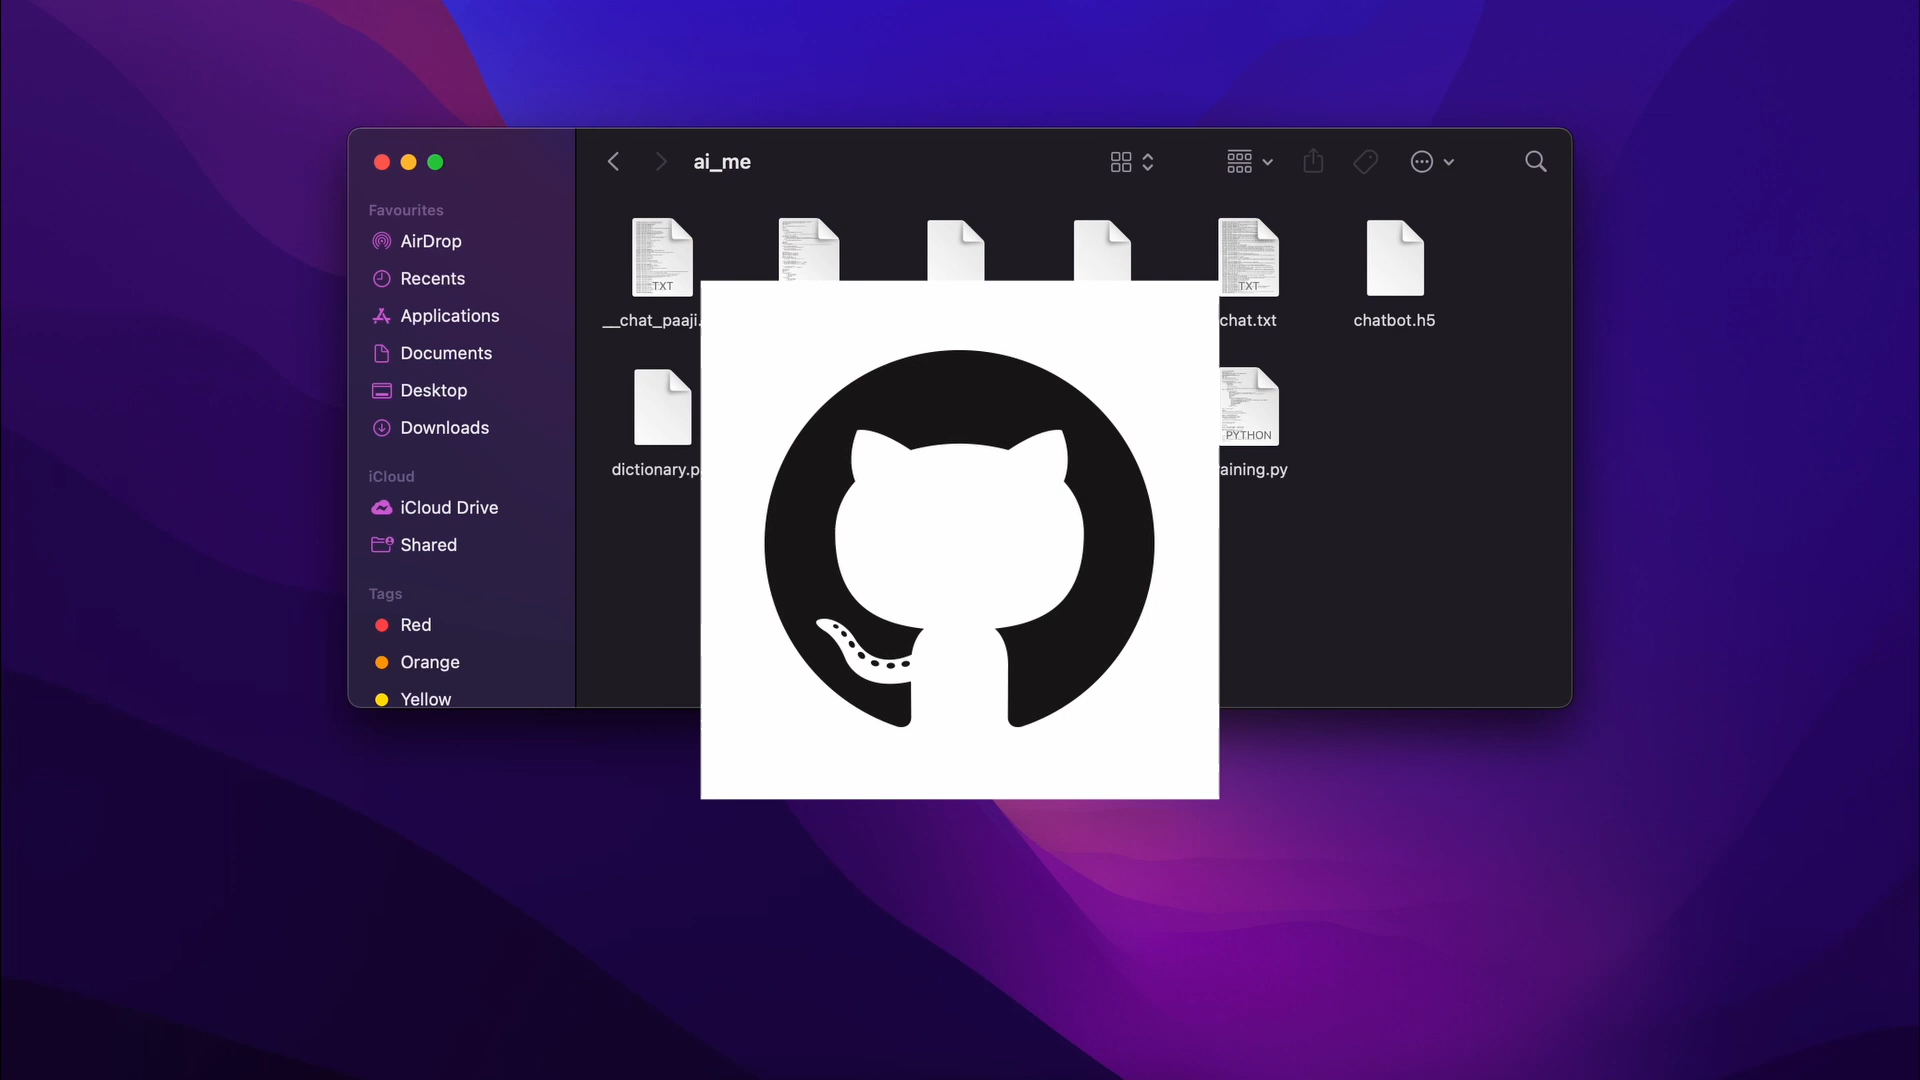 ai_me
Favourites
AirDrop
Recents
Applications
Documents
Desktop
Downloads
iCloud
iCloud Drive
Shared
Tags
Red
Orange
Yellow
TXT
TXT
__chat_paaji.
chat.txt
chatbot.h5
PYTHON
dictionary.p
raining.py